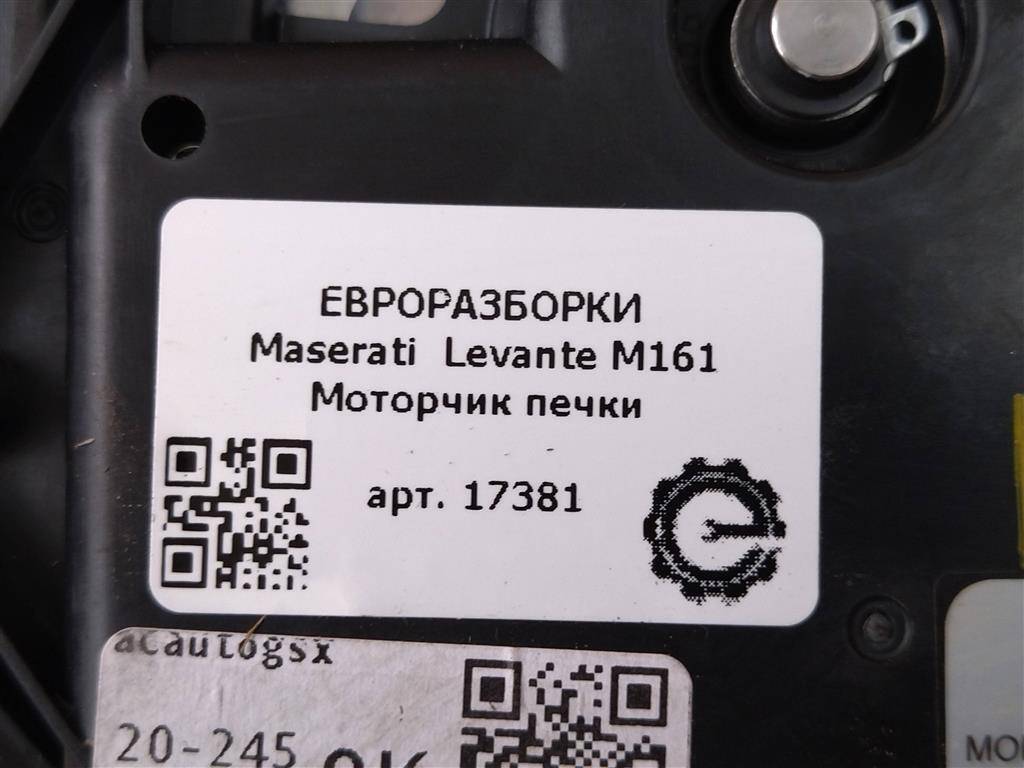 ЕВРОРАЗБОРКИ
Maserati Levante M161
Моторчик печки
арт. 17381
acautogsx
20-245